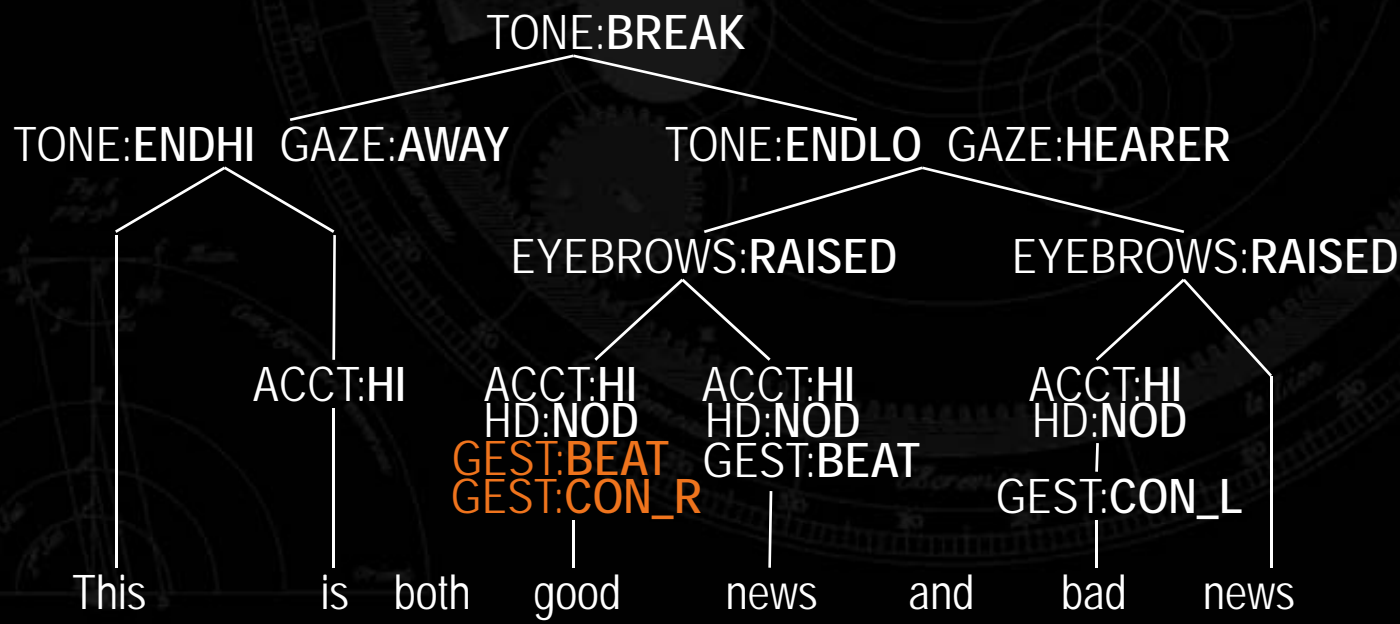 TONE:BREAK
TONE:ENDHI GAZE:AWAY TONE:ENDLO GAZE:HEARER
EYEBROWS:RAISED EYEBROWS:RAISED
ACCT:HI ACCT:HI ACCT:HI ACCT:HI
HD:NOD HD:NOD HD:NOD
GEST:BEAT GEST:BEAT
GEST:CON_R GEST:CON_L
This is both good news and bad news